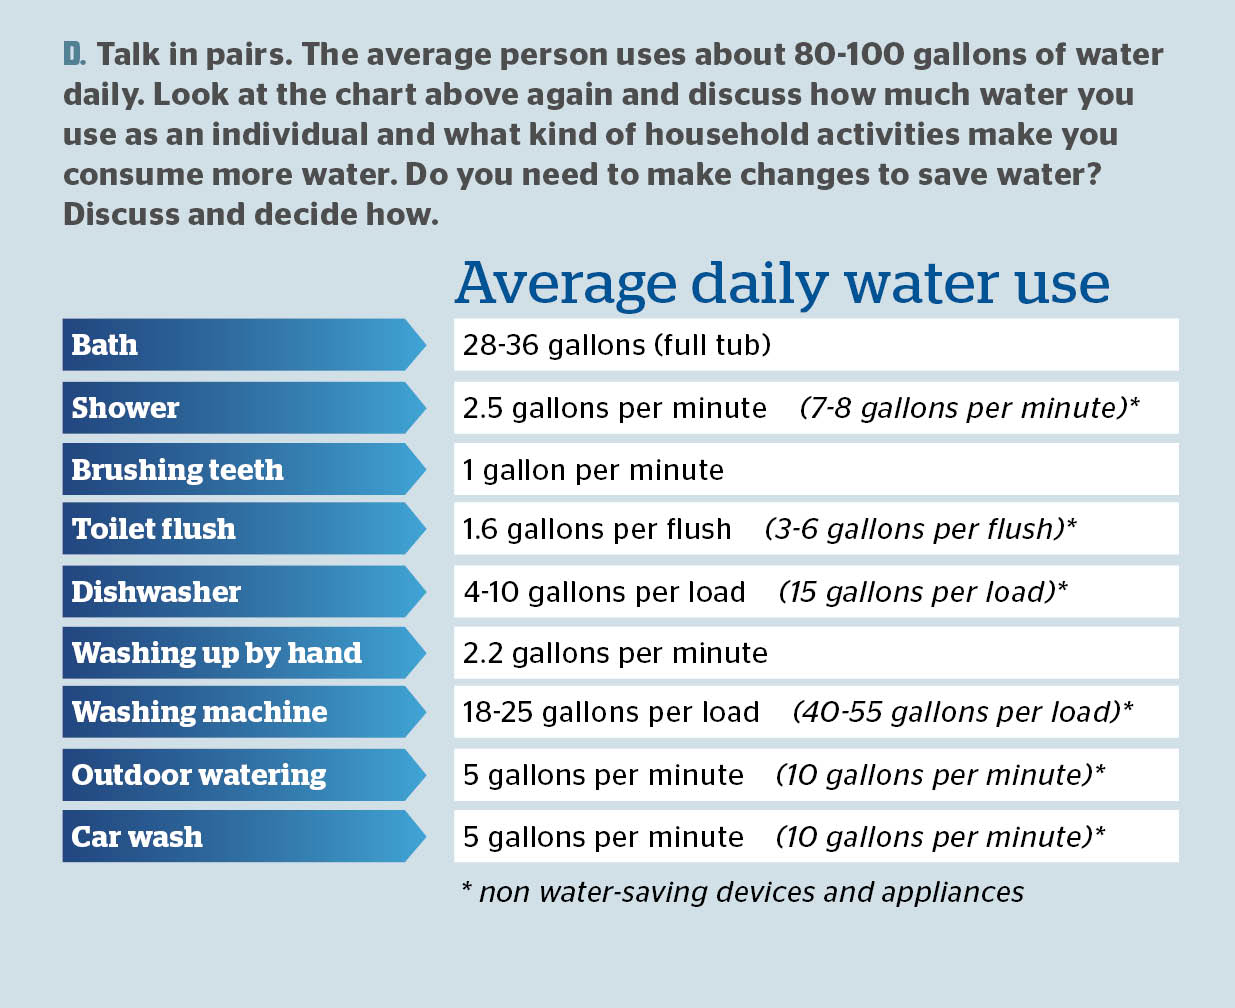 D. Talk in pairs. The average person uses about 80-100 gallons of water
daily. Look at the chart above again and discuss how much water you
use as an individual and what kind of household activities make you
consume more water. Do you need to make changes to save water?
Discuss and decide how.
Average daily water use
Bath 28-36 gallons (full tub)
Shower 2.5 gallons per minute (7-8 gallons per minute)*
Brushing teeth 1 gallon per minute
Toilet flush 1.6 gallons per flush (3-6 gallons per flush)*
Dishwasher 4-10 gallons per load (15 gallons per load)*
Washing up by hand 2.2 gallons per minute
Washing machine 18-25 gallons per load (40-55 gallons per load)*
Outdoor watering 5 gallons per minute (10 gallons per minute)*
Car wash 5 gallons per minute (10 gallons per minute)*
* non water-saving devices and appliances